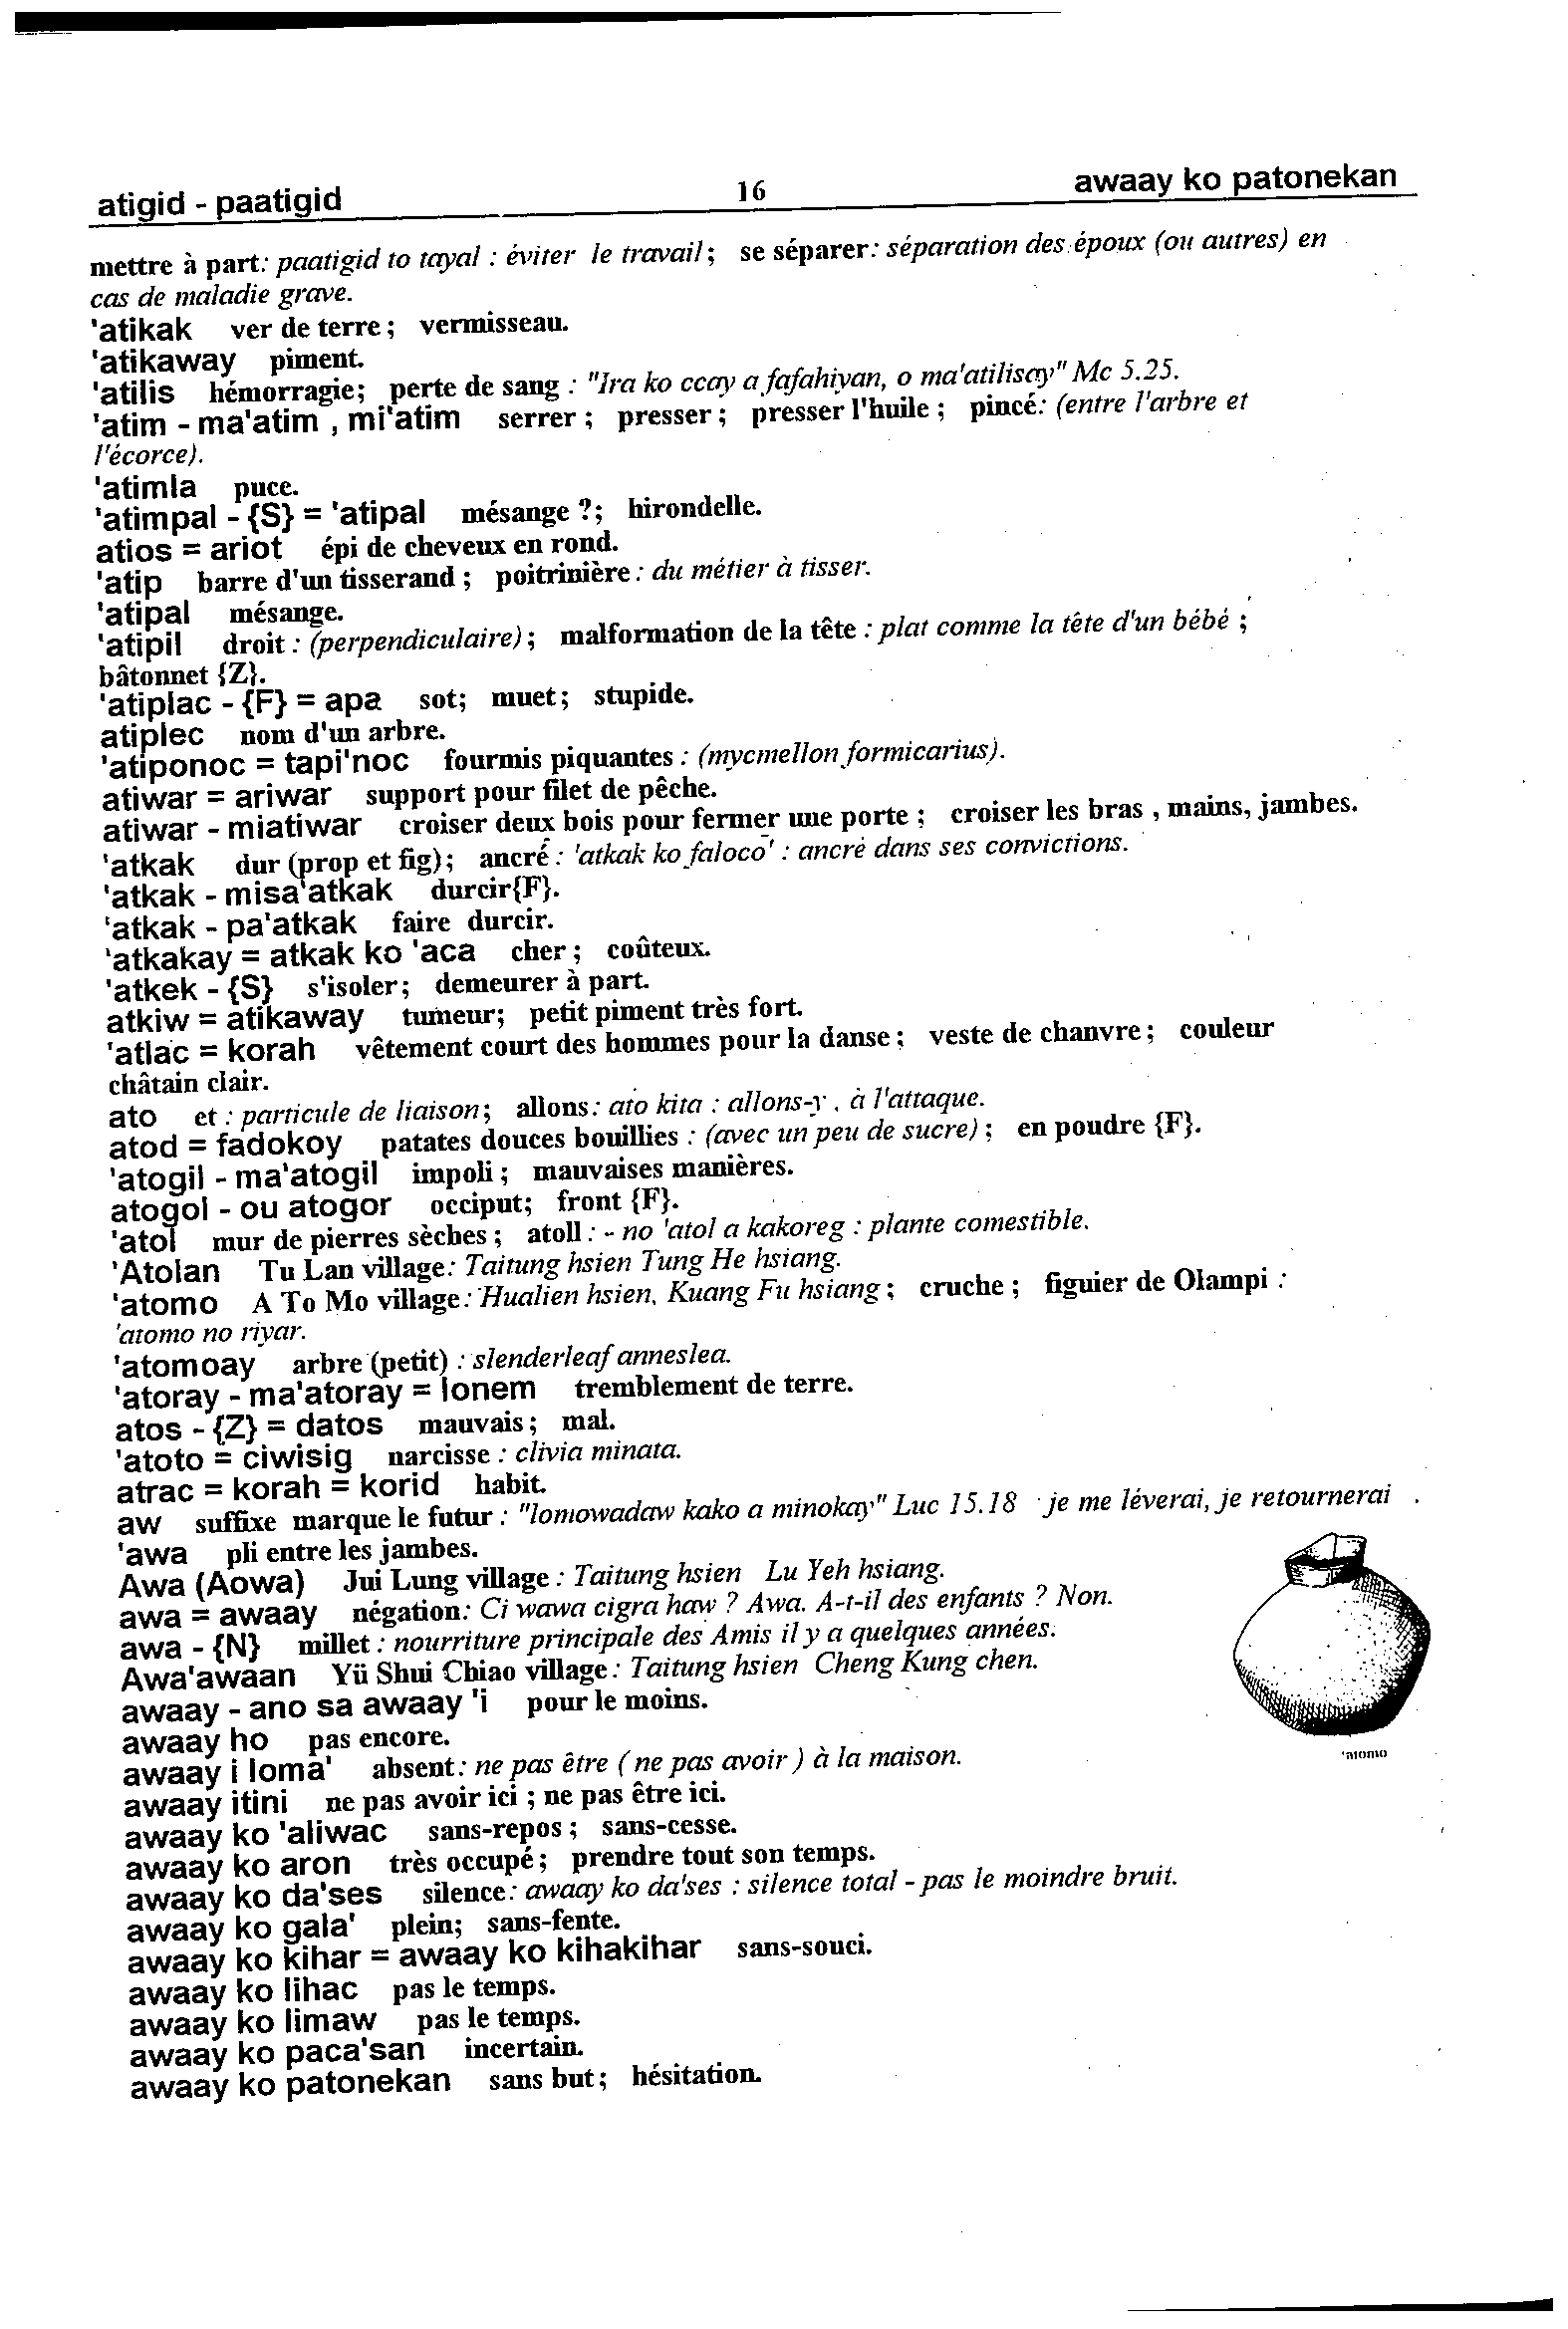 atigid - paatigid 16 awaay ko patonekan
mettre à part: paatigid to tayal : éviter le travail; se séparer: séparation des époux (ou autres) en
cas de maladie grave.
'atikak ver de terre ; vermisseau.
'atikaway piment.
'atilis hémorragie; perte de sang : "Ira ko ccay a fafahiyan, o ma'atilisay" Mc 5.25.
'atim - ma'atim , mi'atim serrer ; presser ; presser l'huile ; pincé: (entre l'arbre et
l'écorce).
'atimla puce.
'atimpal - {S} = 'atipal mésange ?; hirondelle.
atios = ariot épi de cheveux en rond.
'atip barre d'un tisserand ; poitrinière : du métier à tisser.
'atipal mésange.
'atipil droit : (perpendiculaire) ; malformation de la tête : plat comme la tête d'un bébé ;
bâtonnet {Z}.
'atiplac - {F} = apa sot; muet ; stupide.
atiplec nom d'un arbre.
'atiponoc = tapi'noc fourmis piquantes : (mycmellon formicarius).
atiwar = ariwar support pour filet de pêche.
atiwar - miatiwar croiser deux bois pour fermer une porte ; croiser les bras , mains, jambes.
'atkak dur (prop et fig); ancré : 'atkak ko faloco' : ancré dans ses convictions.
'atkak - misa'atkak durcir{F}.
'atkak - pa'atkak faire durcir.
'atkakay = atkak ko 'aca cher ; coûteux.
'atkek - {S} s'isoler ; demeurer à part.
atkiw = atikaway tumeur; petit piment très fort.
'atlac = korah vêtement court des hommes pour la danse ; veste de chanvre ; couleur
châtain clair.
ato et : particule de liaison ; allons: ato kita : allons-y , à l'attaque.
atod = fadokoy patates douces bouillies : (avec un peu de sucre) ; en poudre {F}.
'atogil - ma'atogil impoli ; mauvaises manières.
atogol - ou atogor occiput; front {F}.
'atol mur de pierres sèches ; atoll : - no 'atol a kakoreg : plante comestible.
'Atolan Tu Lan village: Taitung hsien Tung He hsiang.
'atomo A To Mo village: Hualien hsien, Kuang Fu hsiang ; cruche ; figuier de Olampi :
'atomo no riyar.
'atomoay arbre (petit) : slenderleaf anneslea.
'atoray - ma'atoray = lonem tremblement de terre.
atos - {Z} = datos mauvais ; mal.
'atoto = ciwisig narcisse : clivia minata.
atrac = korah = korid habit.
aw suffixe marque le futur : "lomowadaw kako a minokay" Luc 15.18 je me léverai, je retournerai .
'awa pli entre les jambes.
Awa (Aowa) Jui Lung village : Taitung hsien Lu Yeh hsiang.
awa = awaay négation: Ci wawa cigra haw ? Awa. A-t-il des enfants ? Non.
awa - {N} millet : nourriture principale des Amis il y a quelques années.
Awa'awaan Yü Shui Chiao village : Taitung hsien Cheng Kung chen.
awaay - ano sa awaay 'i pour le moins.
awaay ho pas encore.
awaay i loma' absent : ne pas être ( ne pas avoir ) à la maison.
'atomo
awaay itini ne pas avoir ici ; ne pas être ici.
awaay ko 'aliwac sans-repos ; sans-cesse.
awaay ko aron très occupé ; prendre tout son temps.
awaay ko da'ses silence : awaay ko da'ses : silence total - pas le moindre bruit.
awaay ko gala' plein; sans-fente.
awaay ko kihar = awaay ko kihakihar sans-souci.
awaay ko lihac pas le temps.
awaay ko limaw pas le temps.
awaay ko paca'san incertain.
awaay ko patonekan sans but ; hésitation.